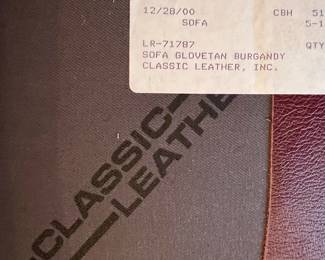 12/28/00 CBH 51
SOFA 5-1
LR-71787 QTY
SOFA GLOVETAN BURGANDY
CLASSIC LEATHER, INC.
CLASSIC
LEATHER